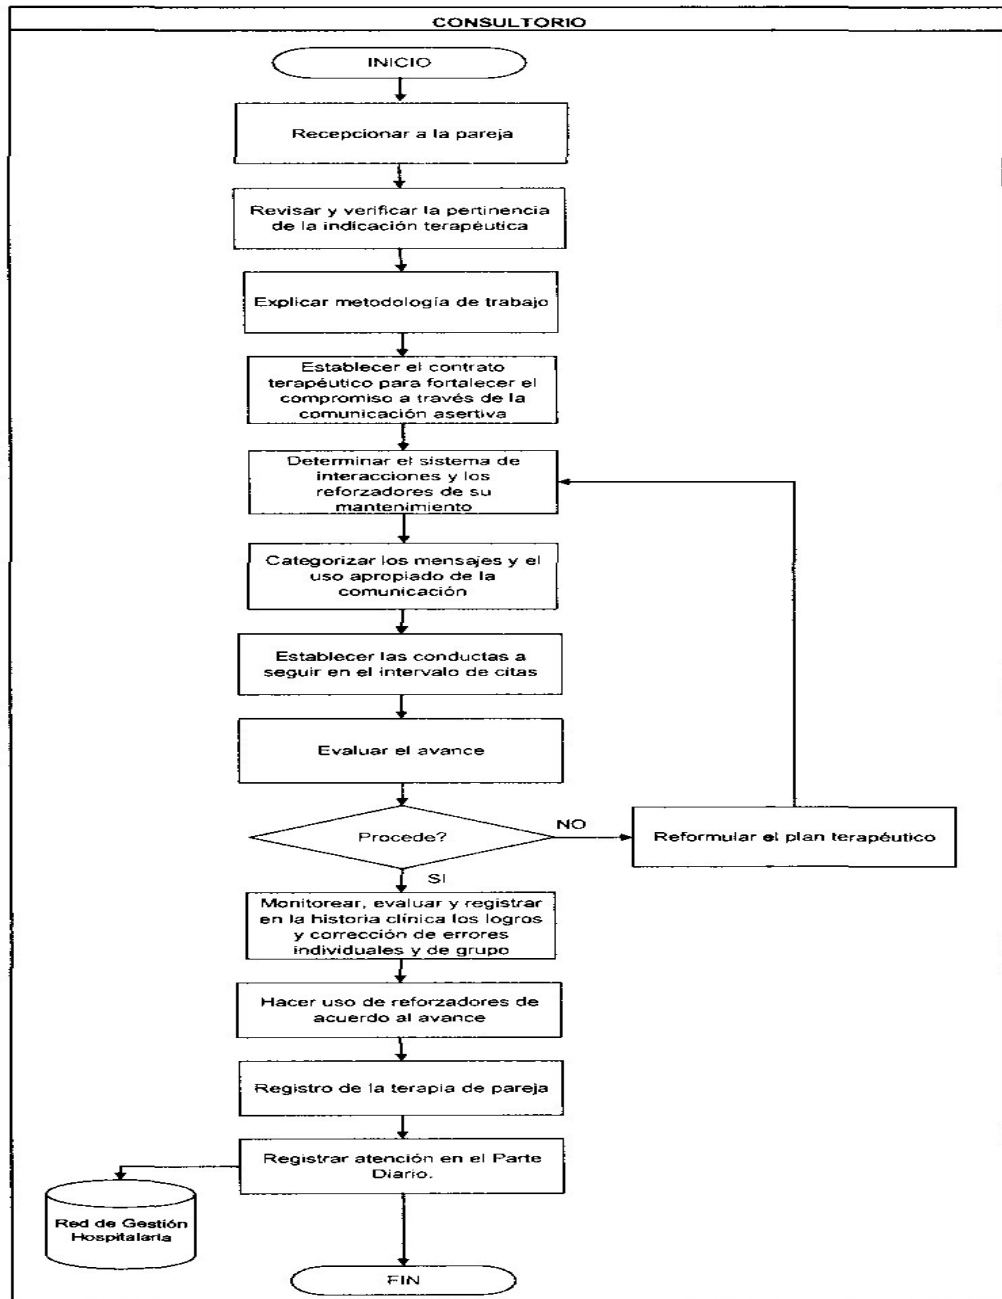 CONSULTORIO
INICIO
Recepcionar a la pareja
Revisar y verificar la pertinencia
de la indicación terapéutica
Explicar metodología de trabajo
Establecer el contrato
terapéutico para fortalecer el
compromiso a través de la
comunicación asertiva
Determinar el sistema de
interacciones y los
reforzadores de su
mantenimiento
Categorizar los mensajes y el
uso apropiado de la
comunicación
Establecer las conductas a
seguir en el intervalo de citas
Evaluar el avance
Procede?
NO
Reformular el plan terapéutico
SI
Monitorear, evaluar y registrar
en la historia clínica los logros
y corrección de errores
individuales y de grupo
Hacer uso de reforzadores de
acuerdo al avance
Registro de la terapia de pareja
Registrar atención en el Parte
Diario.
Red de Gestión
Hospitalaria
FIN